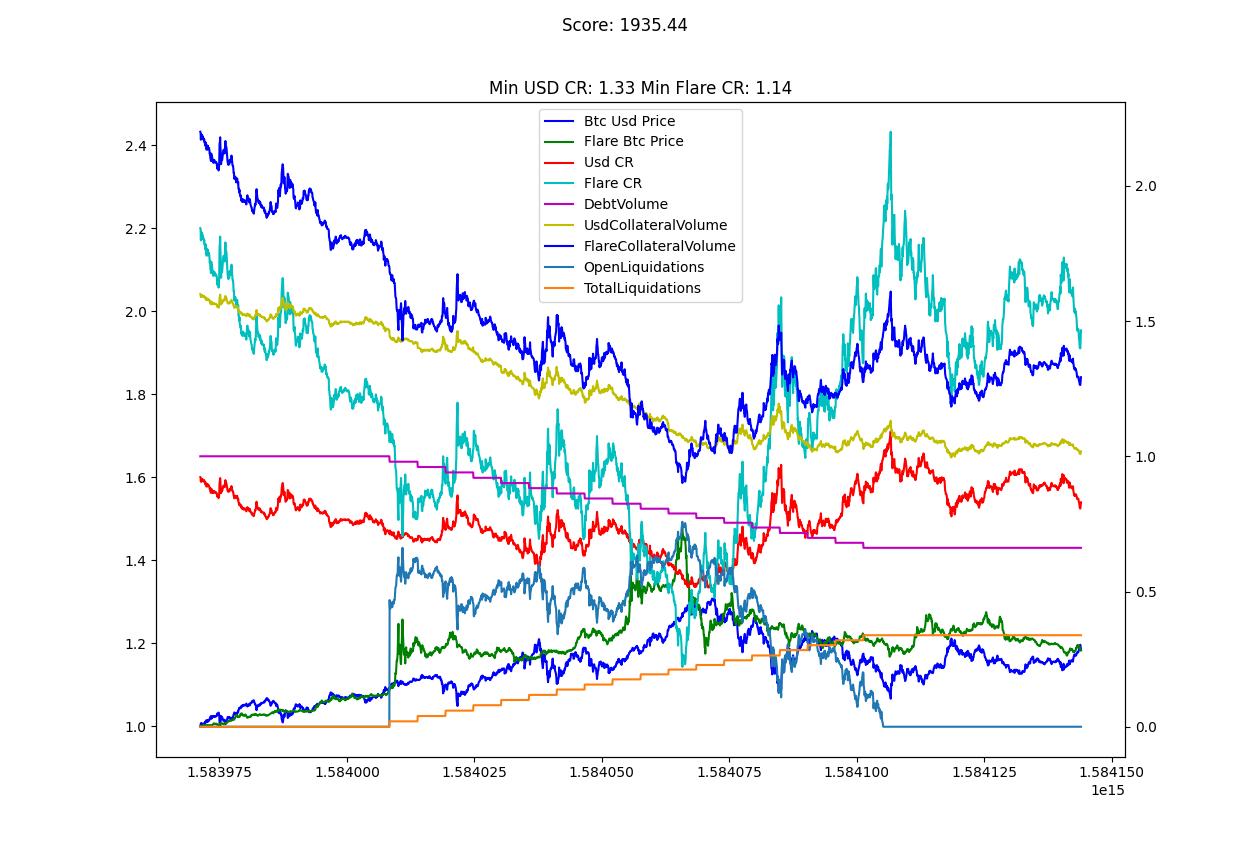 Score: 1935.44
Min USD CR: 1.33 Min Flare CR: 1.14
Btc Usd Price
Flare Btc Price
Usd CR
Flare CR
DebtVolume
UsdCollateralVolume
FlareCollateralVolume
OpenLiquidations
TotalLiquidations
2.4
2.2
2.0
1.8
1.6
1.4
1.2
1.0
2.0
1.5
1.0
0.5
0.0
1.583975 1.584000 1.584025 1.584050 1.584075 1.584100 1.584125 1.584150
1e15